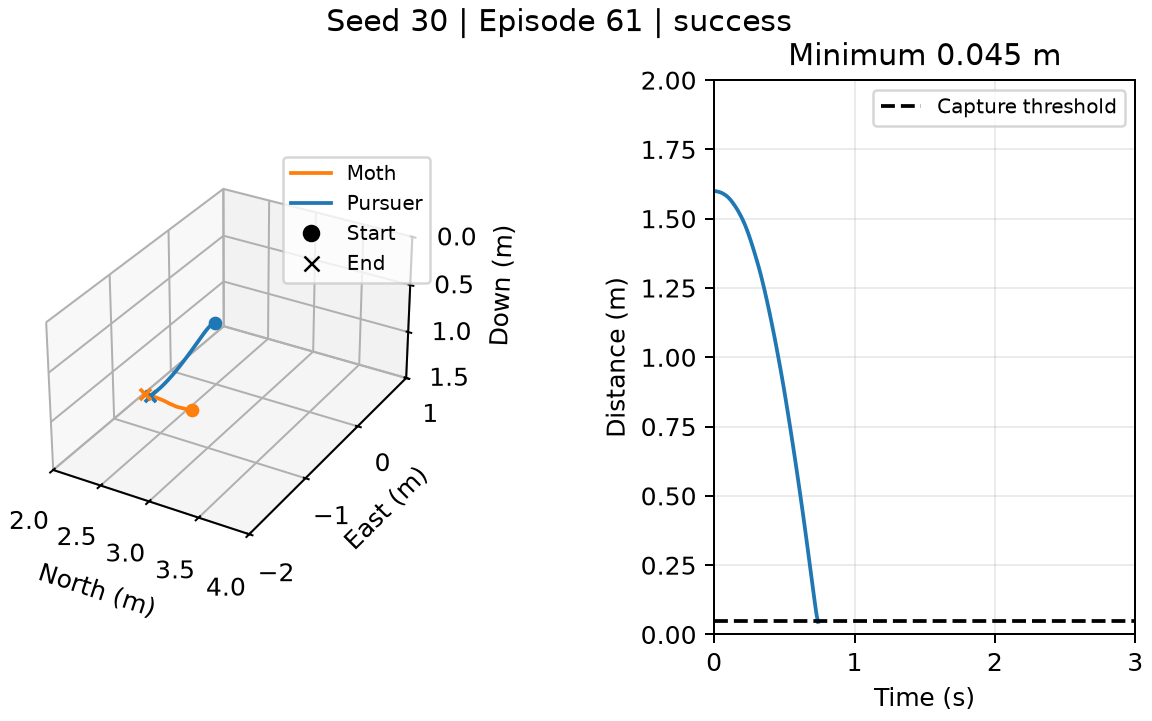 Seed 30 | Episode 61 | success
Moth
Pursuer
Start
End
0.0
0.5
1.0
1.5
Down (m)
1
0
−1
−2
East (m)
2.0
2.5
3.0
3.5
4.0
North (m)
Minimum 0.045 m
Capture threshold
2.00
1.75
1.50
1.25
1.00
0.75
0.50
0.25
0.00
Distance (m)
0
1
2
3
Time (s)